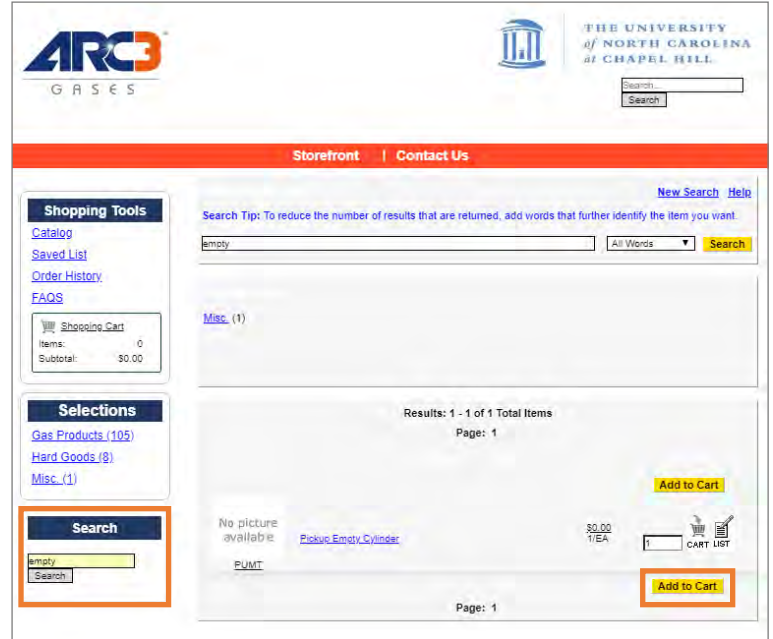 ARC3
GASES
THE UNIVERSITY
of NORTH CAROLINA
at CHAPEL HILL
Search...
Search
Storefront | Contact Us
Shopping Tools
Catalog
Saved List
Order History
FAQS
Shopping Cart
Items: 0
Subtotal: $0.00
Selections
Gas Products (105)
Hard Goods (8)
Misc. (1)
Search
empty
Search
New Search Help
Search Tip: To reduce the number of results that are returned, add words that further identify the item you want.
empty All Words Search
Misc. (1)
Results: 1 - 1 of 1 Total Items
Page: 1
Add to Cart
No picture
available
PUMT
Pickup Empty Cylinder
$0.00
1/EA
1
CART LIST
Add to Cart
Page: 1